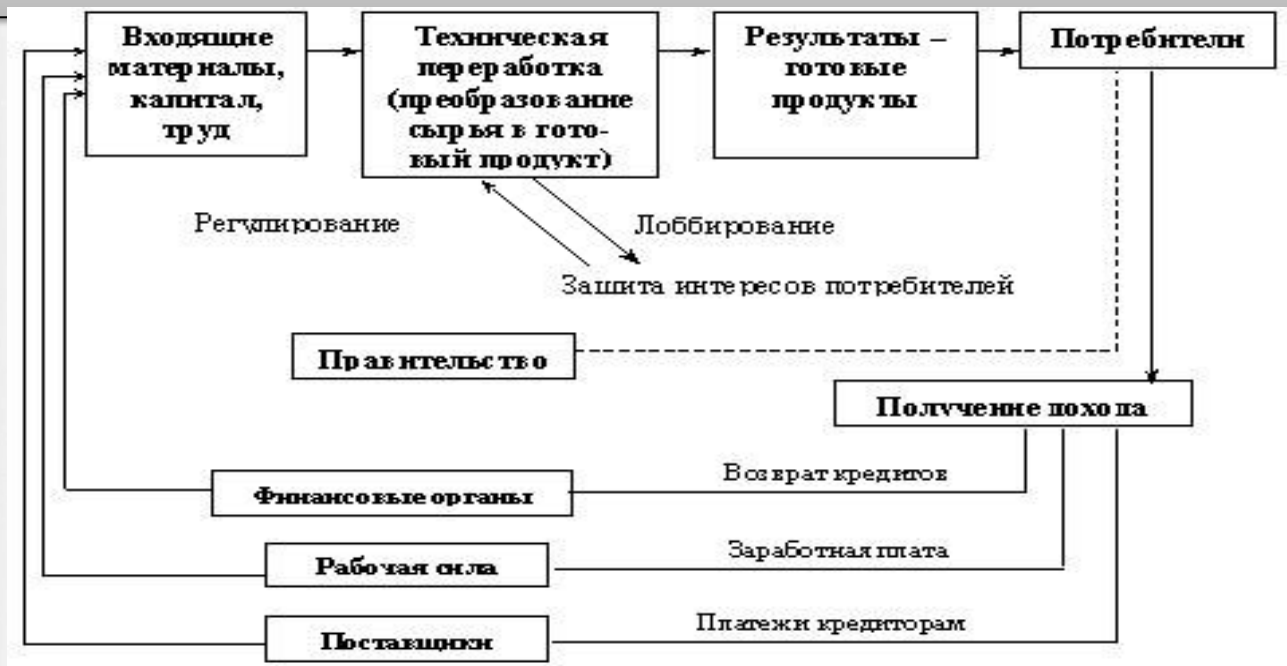 Входящие
материалы,
капитал,
труд
Техническая
переработка
(преобразование
сырья в гото-
вый продукт)
Результаты –
готовые
продукты
Потребители
Регулирование
Лоббирование
Защита интересов потребителей
Правительство
Получение дохода
Возврат кредитов
Финансовые органы
Заработная плата
Рабочая сила
Платежи кредиторам
Поставщики